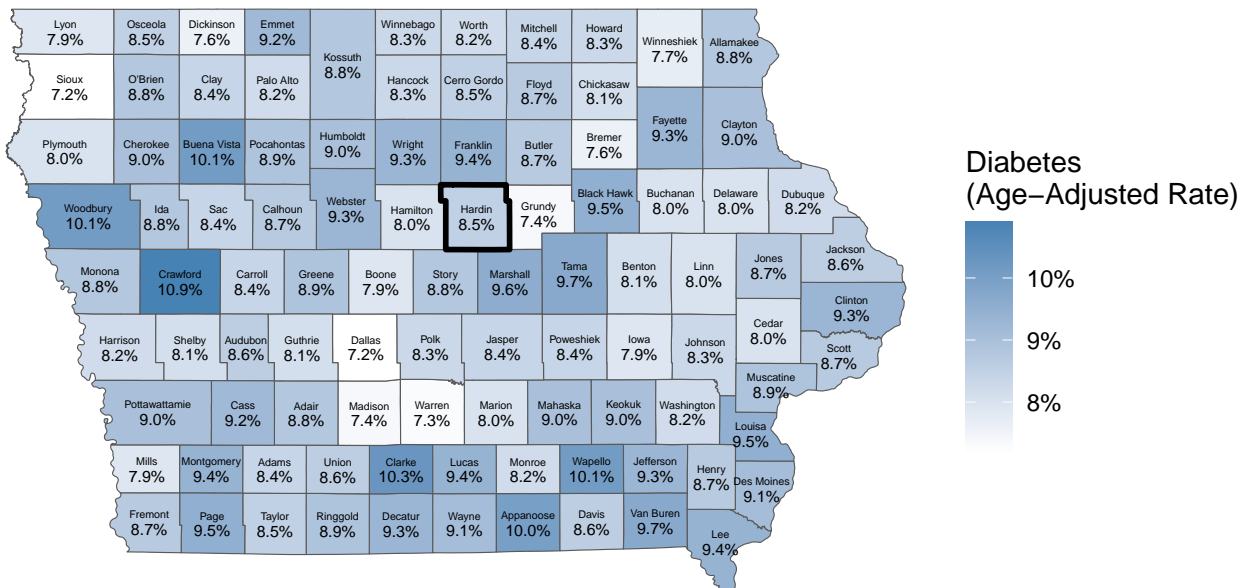 Lyon
7.9%
Osceola
8.5%
Dickinson
7.6%
Emmet
9.2%
Kossuth
8.8%
Winnebago
8.3%
Worth
8.2%
Mitchell
8.4%
Howard
8.3%
Winneshiek
7.7%
Allamakee
8.8%
Sioux
7.2%
O'Brien
8.8%
Clay
8.4%
Palo Alto
8.2%
Hancock
8.3%
Cerro Gordo
8.5%
Floyd
8.7%
Chickasaw
8.1%
Fayette
9.3%
Clayton
9.0%
Plymouth
8.0%
Cherokee
9.0%
Buena Vista
10.1%
Pocahontas
8.9%
Humboldt
9.0%
Wright
9.3%
Franklin
9.4%
Butler
8.7%
Bremer
7.6%
Woodbury
10.1%
Ida
8.8%
Sac
8.4%
Calhoun
8.7%
Webster
9.3%
Hamilton
8.0%
Hardin
8.5%
Grundy
7.4%
Black Hawk
9.5%
Buchanan
8.0%
Delaware
8.0%
Dubuque
8.2%
Monona
8.8%
Crawford
10.9%
Carroll
8.4%
Greene
8.9%
Boone
7.9%
Story
8.8%
Marshall
9.6%
Tama
9.7%
Benton
8.1%
Linn
8.0%
Jones
8.7%
Jackson
8.6%
Clinton
9.3%
Harrison
8.2%
Shelby
8.1%
Audubon
8.6%
Guthrie
8.1%
Dallas
7.2%
Polk
8.3%
Jasper
8.4%
Poweshiek
8.4%
Iowa
7.9%
Johnson
8.3%
Cedar
8.0%
Scott
8.7%
Muscatine
8.9%
Pottawattamie
9.0%
Cass
9.2%
Adair
8.8%
Madison
7.4%
Warren
7.3%
Marion
8.0%
Mahaska
9.0%
Keokuk
9.0%
Washington
8.2%
Louisa
9.5%
Mills
7.9%
Montgomery
9.4%
Adams
8.4%
Union
8.6%
Clarke
10.3%
Lucas
9.4%
Monroe
8.2%
Wapello
10.1%
Jefferson
9.3%
Henry
8.7%
Des Moines
9.1%
Fremont
8.7%
Page
9.5%
Taylor
8.5%
Ringgold
8.9%
Decatur
9.3%
Wayne
9.1%
Appanoose
10.0%
Davis
8.6%
Van Buren
9.7%
Lee
9.4%
Diabetes
(Age−Adjusted Rate)
10%
9%
8%